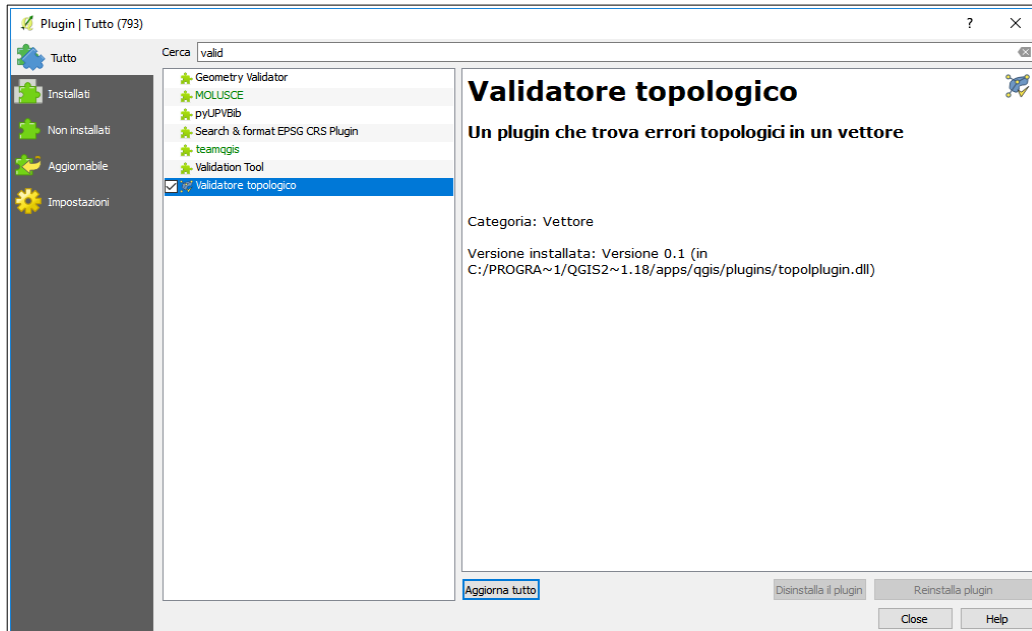 Plugin | Tutto (793)
?
Tutto
Installati
Non installati
Aggiornabile
Impostazioni
Cerca valid
Geometry Validator
MOLUSCE
pyUPVBib
Search & format EPSG CRS Plugin
teamqgis
Validation Tool
Validatore topologico
Validatore topologico
Un plugin che trova errori topologici in un vettore
Categoria: Vettore
Versione installata: Versione 0.1 (in
C:/PROGRA~1/QGIS2~1.18/apps/qgis/plugins/topolplugin.dll)
Aggiorna tutto
Disinstalla il plugin
Reinstalla plugin
Close
Help